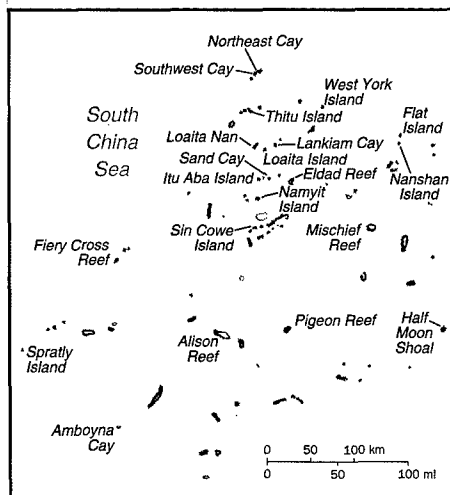 Northeast Cay
Southwest Cay
West York
Island
South
China
Sea
Thitu Island
Flat
Island
Loaita Nan
Lankiam Cay
Sand Cay
Loaita Island
Itu Aba Island
Eldad Reef
Nanshan
Island
Namyit
Island
Sin Cowe
Island
Mischief
Reef
Fiery Cross
Reef
Pigeon Reef
Half
Moon
Shoal
Spratly
Island
Alison
Reef
Amboyna
Cay
0 50 100 km
0 50 100 mi